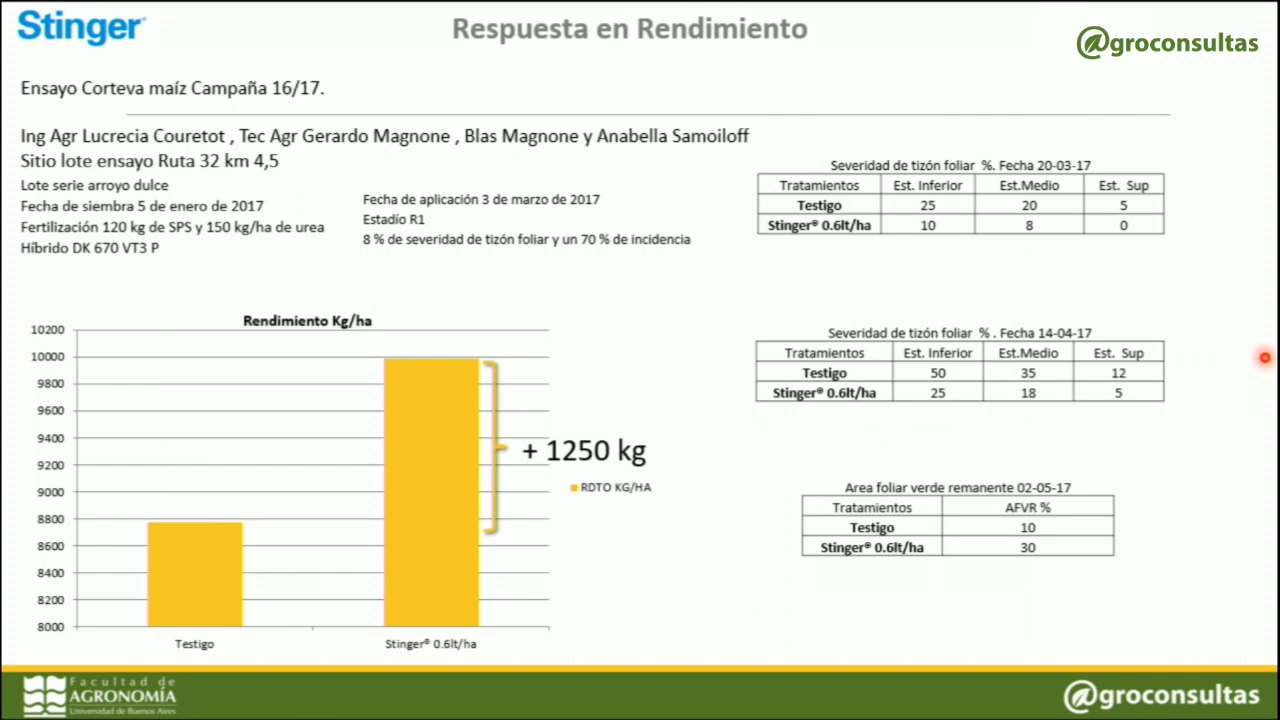 Stinger®
Respuesta en Rendimiento
@groconsultas
Ensayo Corteva maíz Campaña 16/17.
Ing Agr Lucrecia Couretot , Tec Agr Gerardo Magnone , Blas Magnone y Anabella Samoiloff
Sitio lote ensayo Ruta 32 km 4,5
Lote serie arroyo dulce
Fecha de siembra 5 de enero de 2017
Fertilización 120 kg de SPS y 150 kg/ha de urea
Híbrido DK 670 VT3 P
Fecha de aplicación 3 de marzo de 2017
Estadío R1
8 % de severidad de tizón foliar y un 70 % de incidencia
Severidad de tizón foliar %. Fecha 20-03-17
Tratamientos Est. Inferior Est.Medio Est. Sup
Testigo 25 20 5
Stinger® 0.6lt/ha 10 8 0
Severidad de tizón foliar % . Fecha 14-04-17
Tratamientos Est. Inferior Est.Medio Est. Sup
Testigo 50 35 12
Stinger® 0.6lt/ha 25 18 5
Area foliar verde remanente 02-05-17
Tratamientos AFVR %
Testigo 10
Stinger® 0.6lt/ha 30
Rendimiento Kg/ha
10200
10000
9800
9600
9400
9200
9000
8800
8600
8400
8200
8000
+ 1250 kg
RDTO KG/HA
Testigo Stinger® 0.6lt/ha
Facultad de
AGRONOMÍA
Universidad de Buenos Aires
@groconsultas